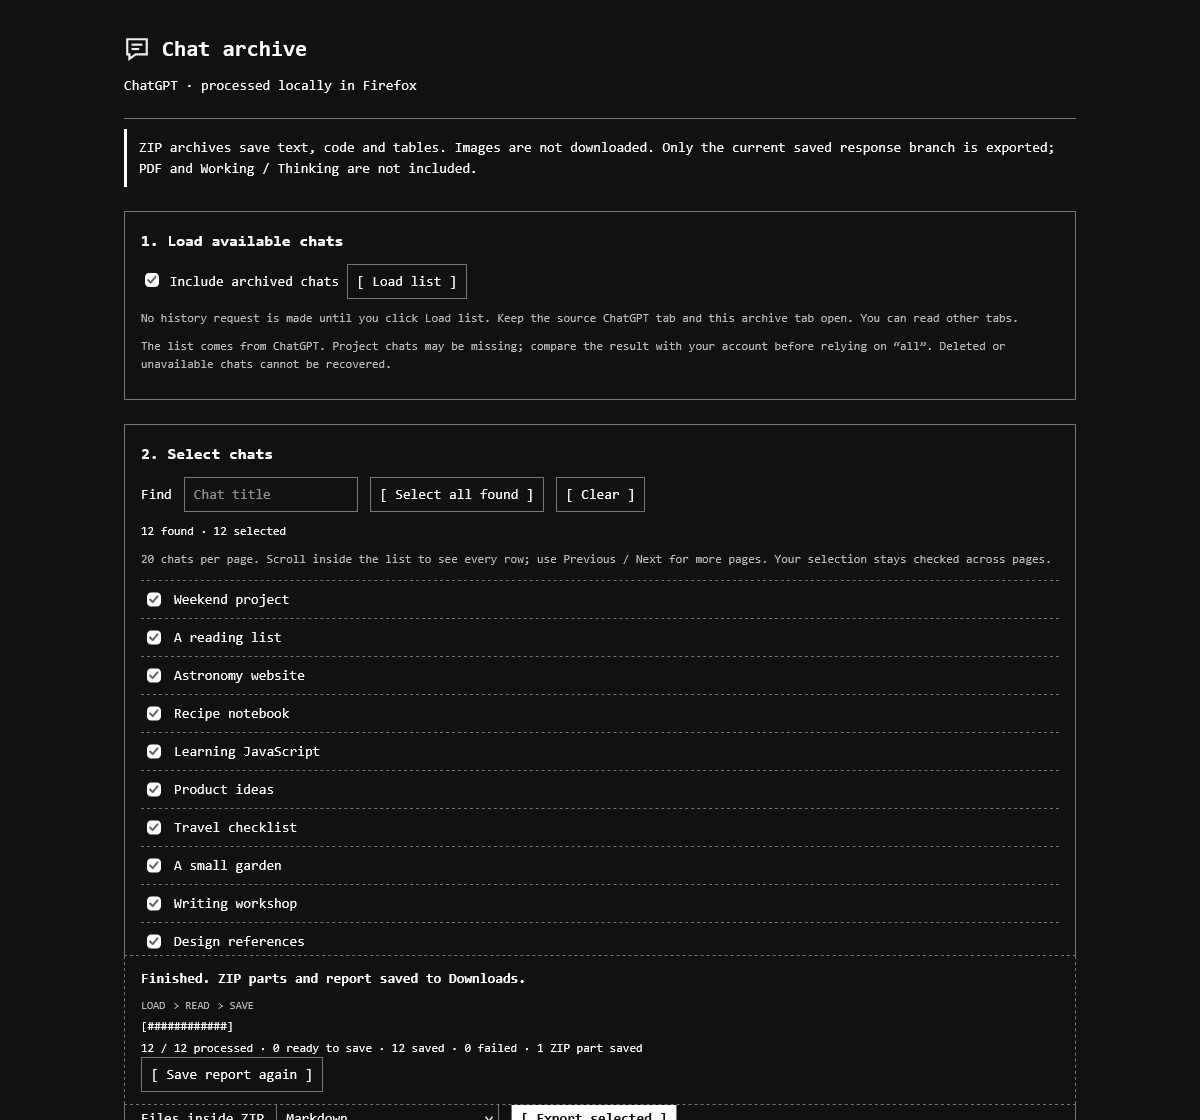 Chat archive
ChatGPT · processed locally in Firefox
ZIP archives save text, code and tables. Images are not downloaded. Only the current saved response branch is exported;
PDF and Working / Thinking are not included.
1. Load available chats
Include archived chats [ Load list ]
No history request is made until you click Load list. Keep the source ChatGPT tab and this archive tab open. You can read other tabs.
The list comes from ChatGPT. Project chats may be missing; compare the result with your account before relying on “all”. Deleted or
unavailable chats cannot be recovered.
2. Select chats
Find Chat title [ Select all found ] [ Clear ]
12 found · 12 selected
20 chats per page. Scroll inside the list to see every row; use Previous / Next for more pages. Your selection stays checked across pages.
Weekend project
A reading list
Astronomy website
Recipe notebook
Learning JavaScript
Product ideas
Travel checklist
A small garden
Writing workshop
Design references
Finished. ZIP parts and report saved to Downloads.
LOAD > READ > SAVE
[############]
12 / 12 processed · 0 ready to save · 12 saved · 0 failed · 1 ZIP part saved
[ Save report again ]
Files inside ZIP Markdown [ Export selected ]